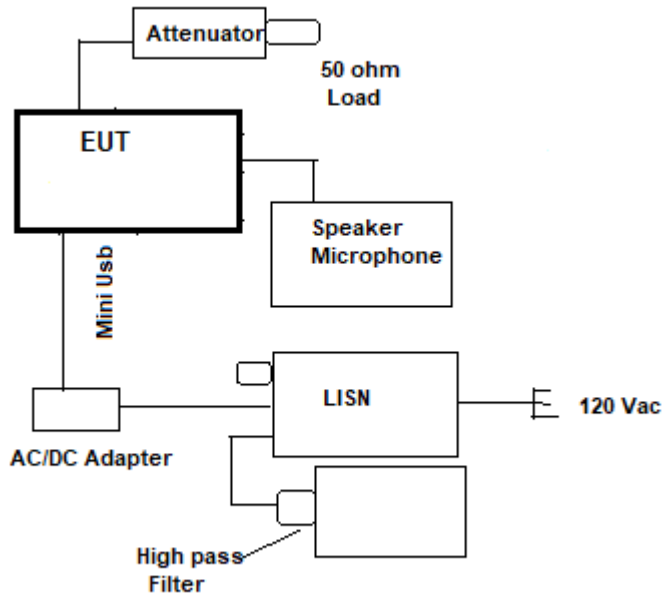 Attenuator
50 ohm
Load
EUT
Speaker
Microphone
Mini Usb
LISN
120 Vac
AC/DC Adapter
High pass
Filter